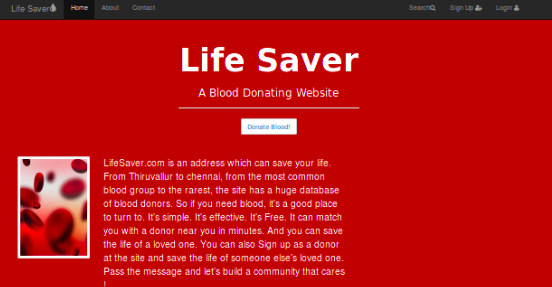 Life Saver Home About Contact Search Sign Up Login
Life Saver
A Blood Donating Website
Donate Blood!
LifeSaver.com is an address which can save your life.
From Thiruvallur to chennai, from the most common
blood group to the rarest, the site has a huge database
of blood donors. So if you need blood, it's a good place
to turn to. It's simple. It's effective. It's Free. It can match
you with a donor near you in minutes. And you can save
the life of a loved one. You can also Sign up as a donor
at the site and save the life of someone else's loved one.
Pass the message and let's build a community that cares
!